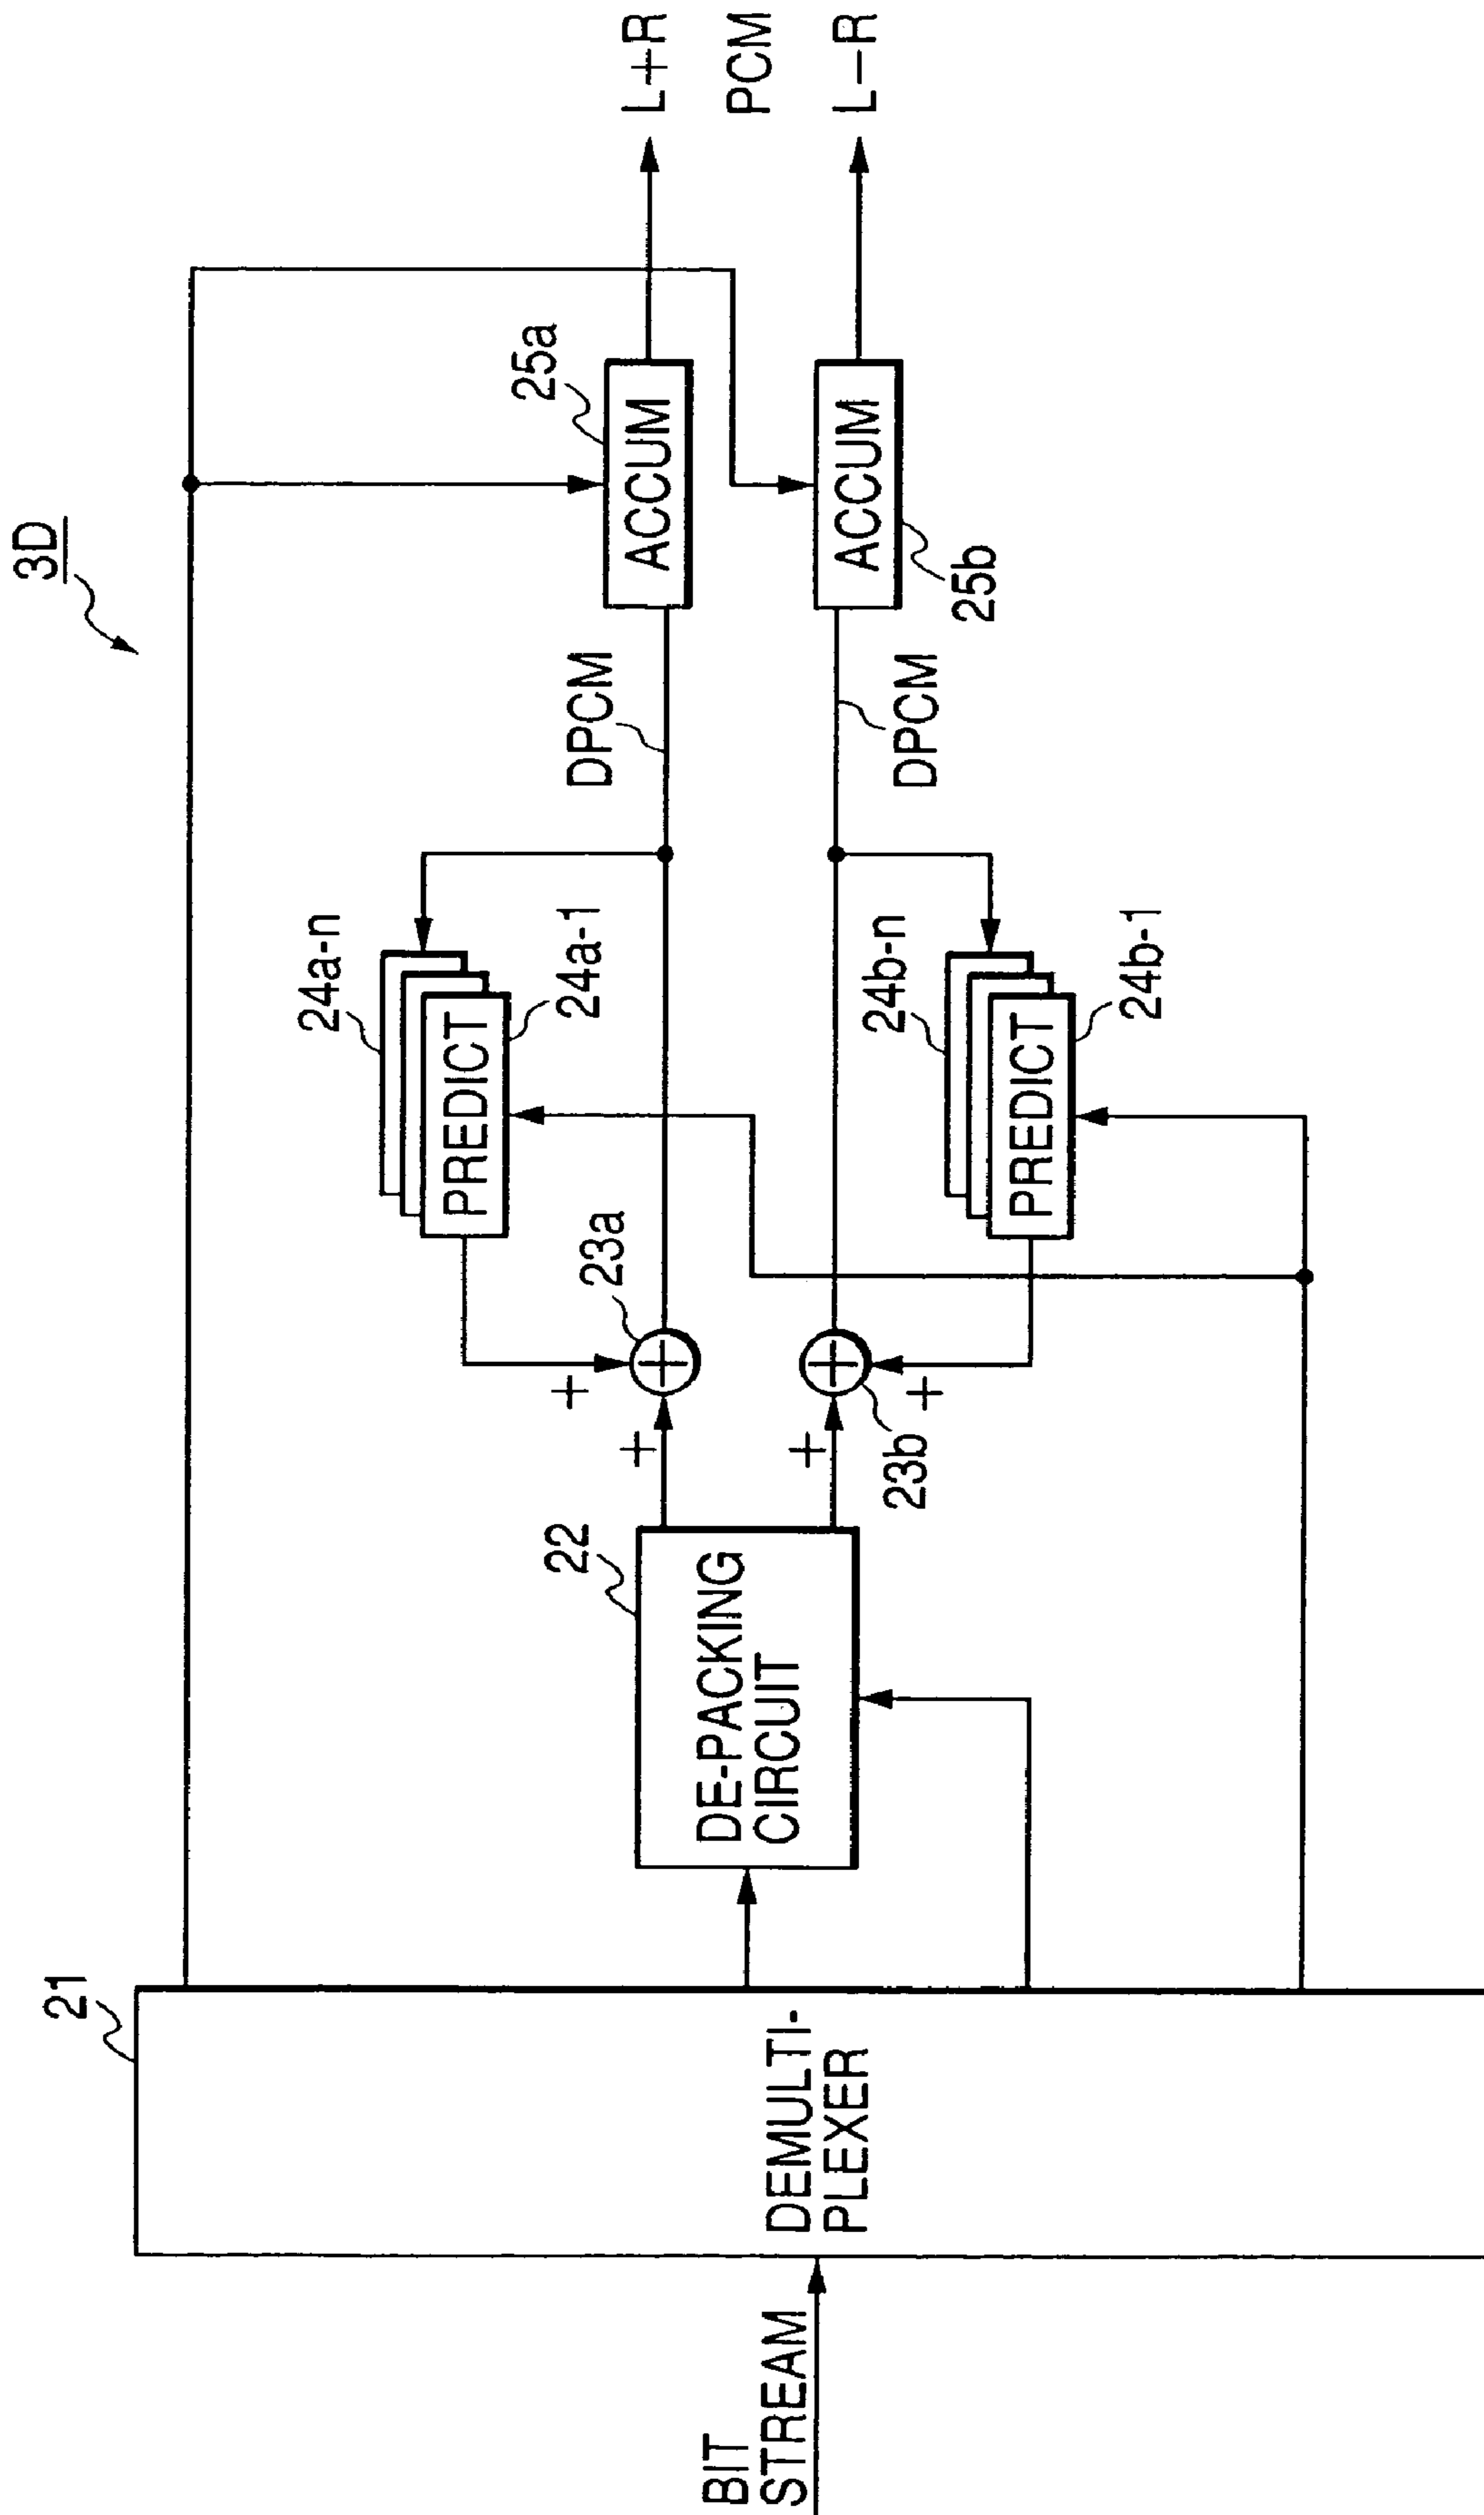 3D
21
BIT
STREAM
DEMULTI-
PLEXER
22
DE-PACKING
CIRCUIT
+
+
+
+
23a
23b
24a-n
PREDICT
24a-1
24b-n
PREDICT
24b-1
DPCM
DPCM
25a
ACCUM
ACCUM
25b
L+R
PCM
L-R